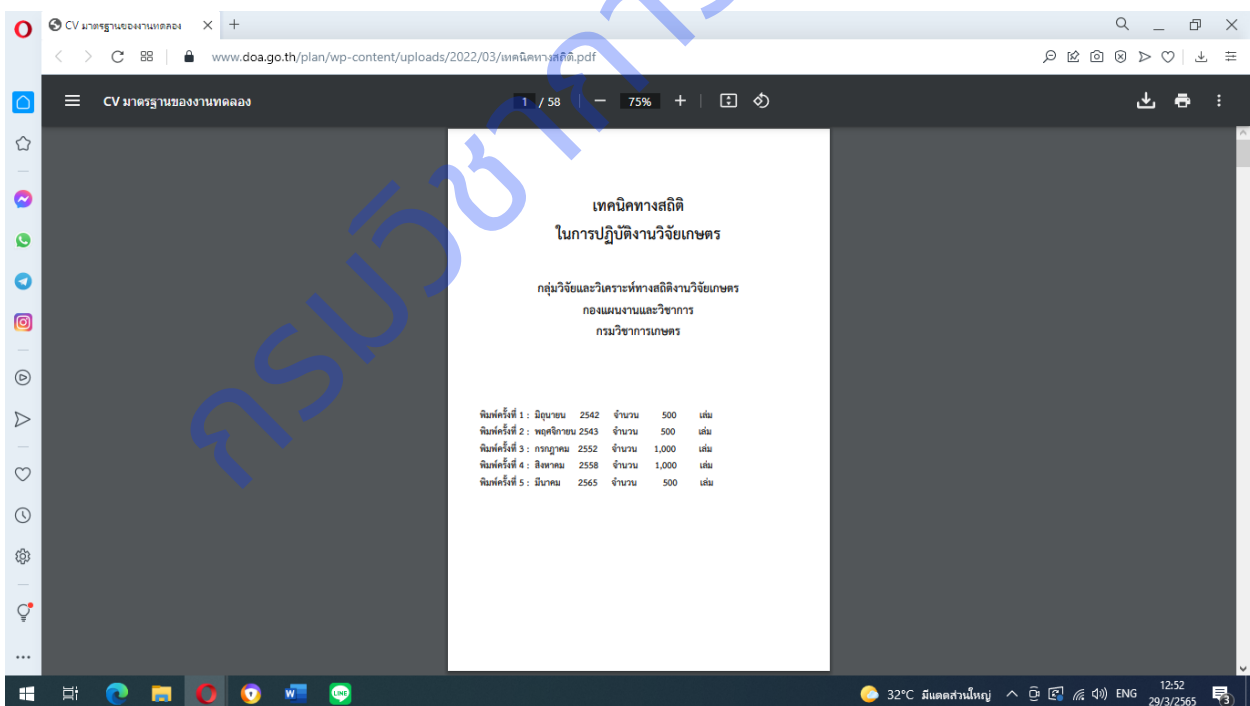 CV มาตรฐานของงานทดลอง
www.doa.go.th/plan/wp-content/uploads/2022/03/เทคนิคทางสถิติ.pdf
CV มาตรฐานของงานทดลอง
1 / 58
75%
เทคนิคทางสถิติ
ในการปฏิบัติงานวิจัยเกษตร
กลุ่มวิจัยและวิเคราะห์ทางสถิติงานวิจัยเกษตร
กองแผนงานและวิชาการ
กรมวิชาการเกษตร
พิมพ์ครั้งที่ 1 : มิถุนายน 2542 จำนวน 500 เล่ม
พิมพ์ครั้งที่ 2 : พฤศจิกายน 2543 จำนวน 500 เล่ม
พิมพ์ครั้งที่ 3 : กรกฎาคม 2552 จำนวน 1,000 เล่ม
พิมพ์ครั้งที่ 4 : สิงหาคม 2558 จำนวน 1,000 เล่ม
พิมพ์ครั้งที่ 5 : มีนาคม 2565 จำนวน 500 เล่ม
กรมวิชาการ
32°C มีแดดส่วนใหญ่
ENG
12:52
29/3/2565
3
W
LINE